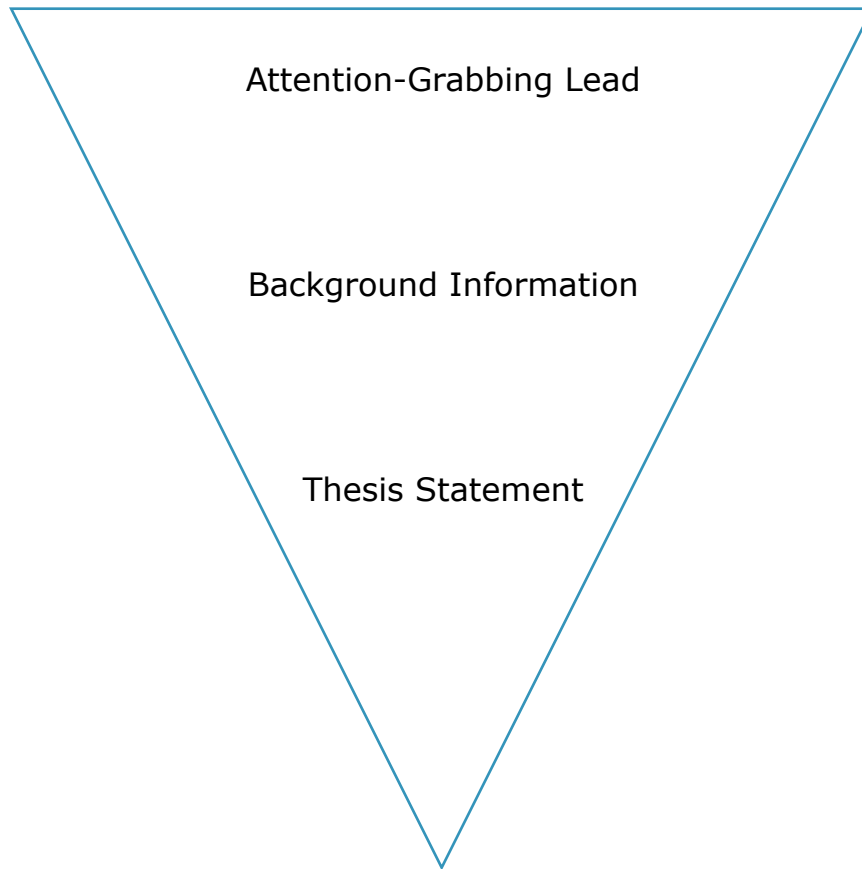 Attention-Grabbing Lead
Background Information
Thesis Statement